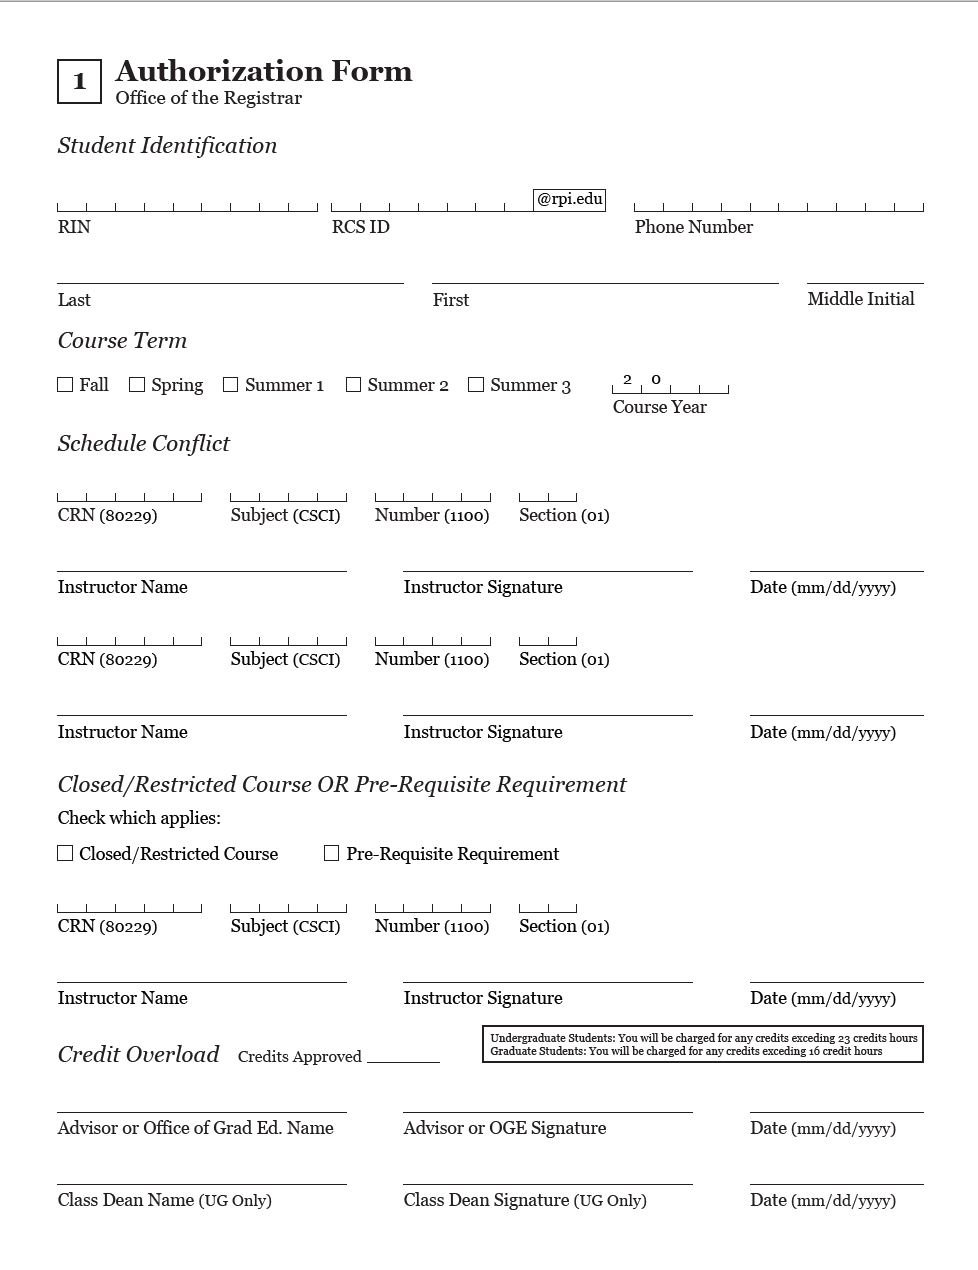 1 Authorization Form
Office of the Registrar
Student Identification
@rpi.edu
RIN RCS ID Phone Number
Last First Middle Initial
Course Term
Fall Spring Summer 1 Summer 2 Summer 3 2 0
Course Year
Schedule Conflict
CRN (80229) Subject (CSCI) Number (1100) Section (01)
Instructor Name Instructor Signature Date (mm/dd/yyyy)
CRN (80229) Subject (CSCI) Number (1100) Section (01)
Instructor Name Instructor Signature Date (mm/dd/yyyy)
Closed/Restricted Course OR Pre-Requisite Requirement
Check which applies:
Closed/Restricted Course Pre-Requisite Requirement
CRN (80229) Subject (CSCI) Number (1100) Section (01)
Instructor Name Instructor Signature Date (mm/dd/yyyy)
Credit Overload Credits Approved
Undergraduate Students: You will be charged for any credits exceding 23 credits hours
Graduate Students: You will be charged for any credits exceeding 16 credit hours
Advisor or Office of Grad Ed. Name Advisor or OGE Signature Date (mm/dd/yyyy)
Class Dean Name (UG Only) Class Dean Signature (UG Only) Date (mm/dd/yyyy)